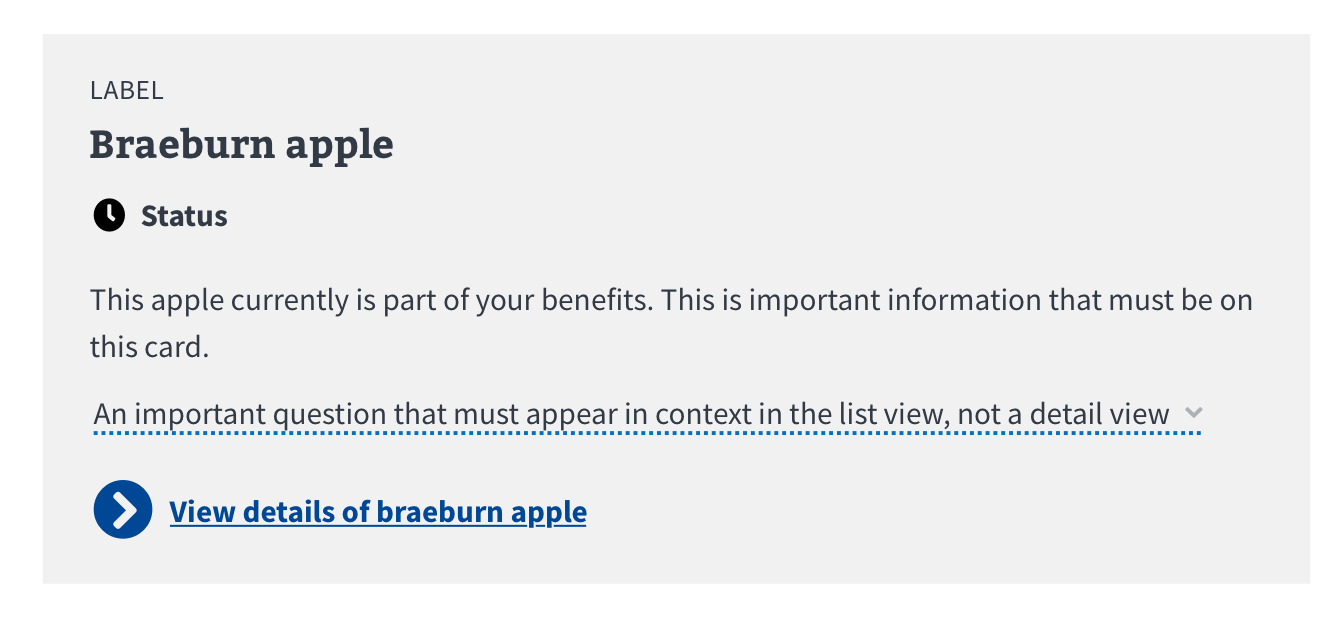 LABEL
Braeburn apple
Status
This apple currently is part of your benefits. This is important information that must be on
this card.
An important question that must appear in context in the list view, not a detail view
View details of braeburn apple